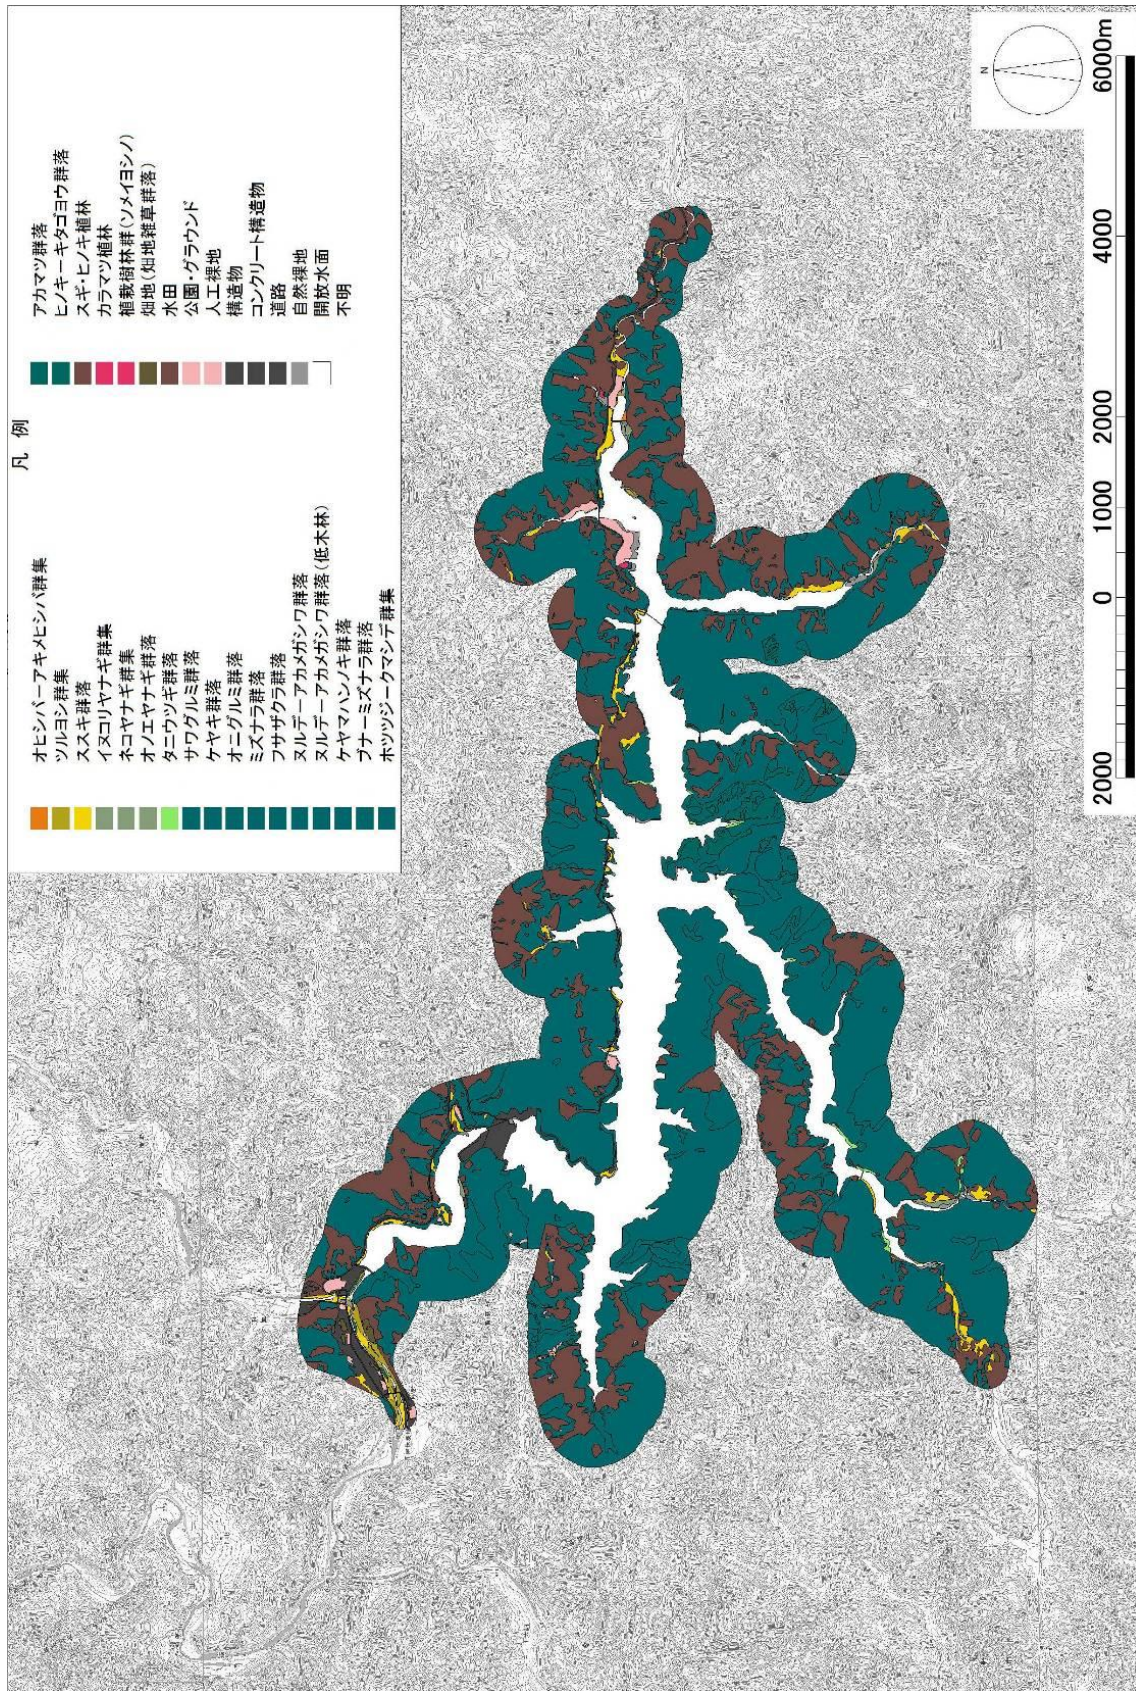 凡 例
オヒシバーアキメヒシバ群集
ツルヨシ群集
ススキ群落
イヌコリヤナギ群集
ネコヤナギ群集
オノエヤナギ群落
タニウツギ群落
サワグルミ群落
ケヤキ群落
オニグルミ群落
ミズナラ群落
フサザクラ群落
ヌルデーアカメガシワ群落
ヌルデーアカメガシワ群落(低木林)
ケヤマハンノキ群落
ブナーミズナラ群落
ホツツジークマシデ群集
アカマツ群落
ヒノキーキタゴヨウ群落
スギ・ヒノキ植林
カラマツ植林
植栽樹林群(ソメイヨシノ)
畑地(畑地雑草群落)
水田
公園・グラウンド
人工裸地
構造物
コンクリート構造物
道路
自然裸地
開放水面
不明
N
2000 0 1000 2000 4000 6000m